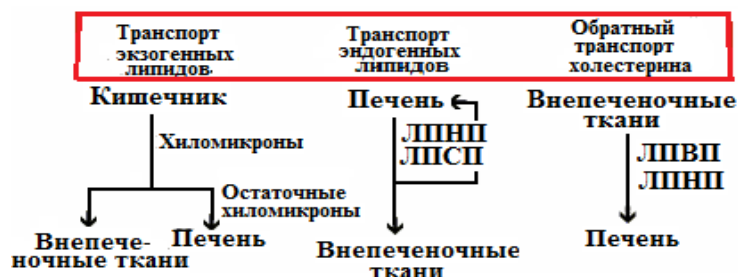 Транспорт
экзогенных
липидов
Транспорт
эндогенных
липидов
Обратный
транспорт
холестерина
Кишечник
Хиломикроны
Остаточные
хиломикроны
Внепече-
ночные ткани
Печень
Печень
ЛПНП
ЛПСП
Внепеченочные
ткани
Внепеченочные
ткани
ЛПВП
ЛПНП
Печень